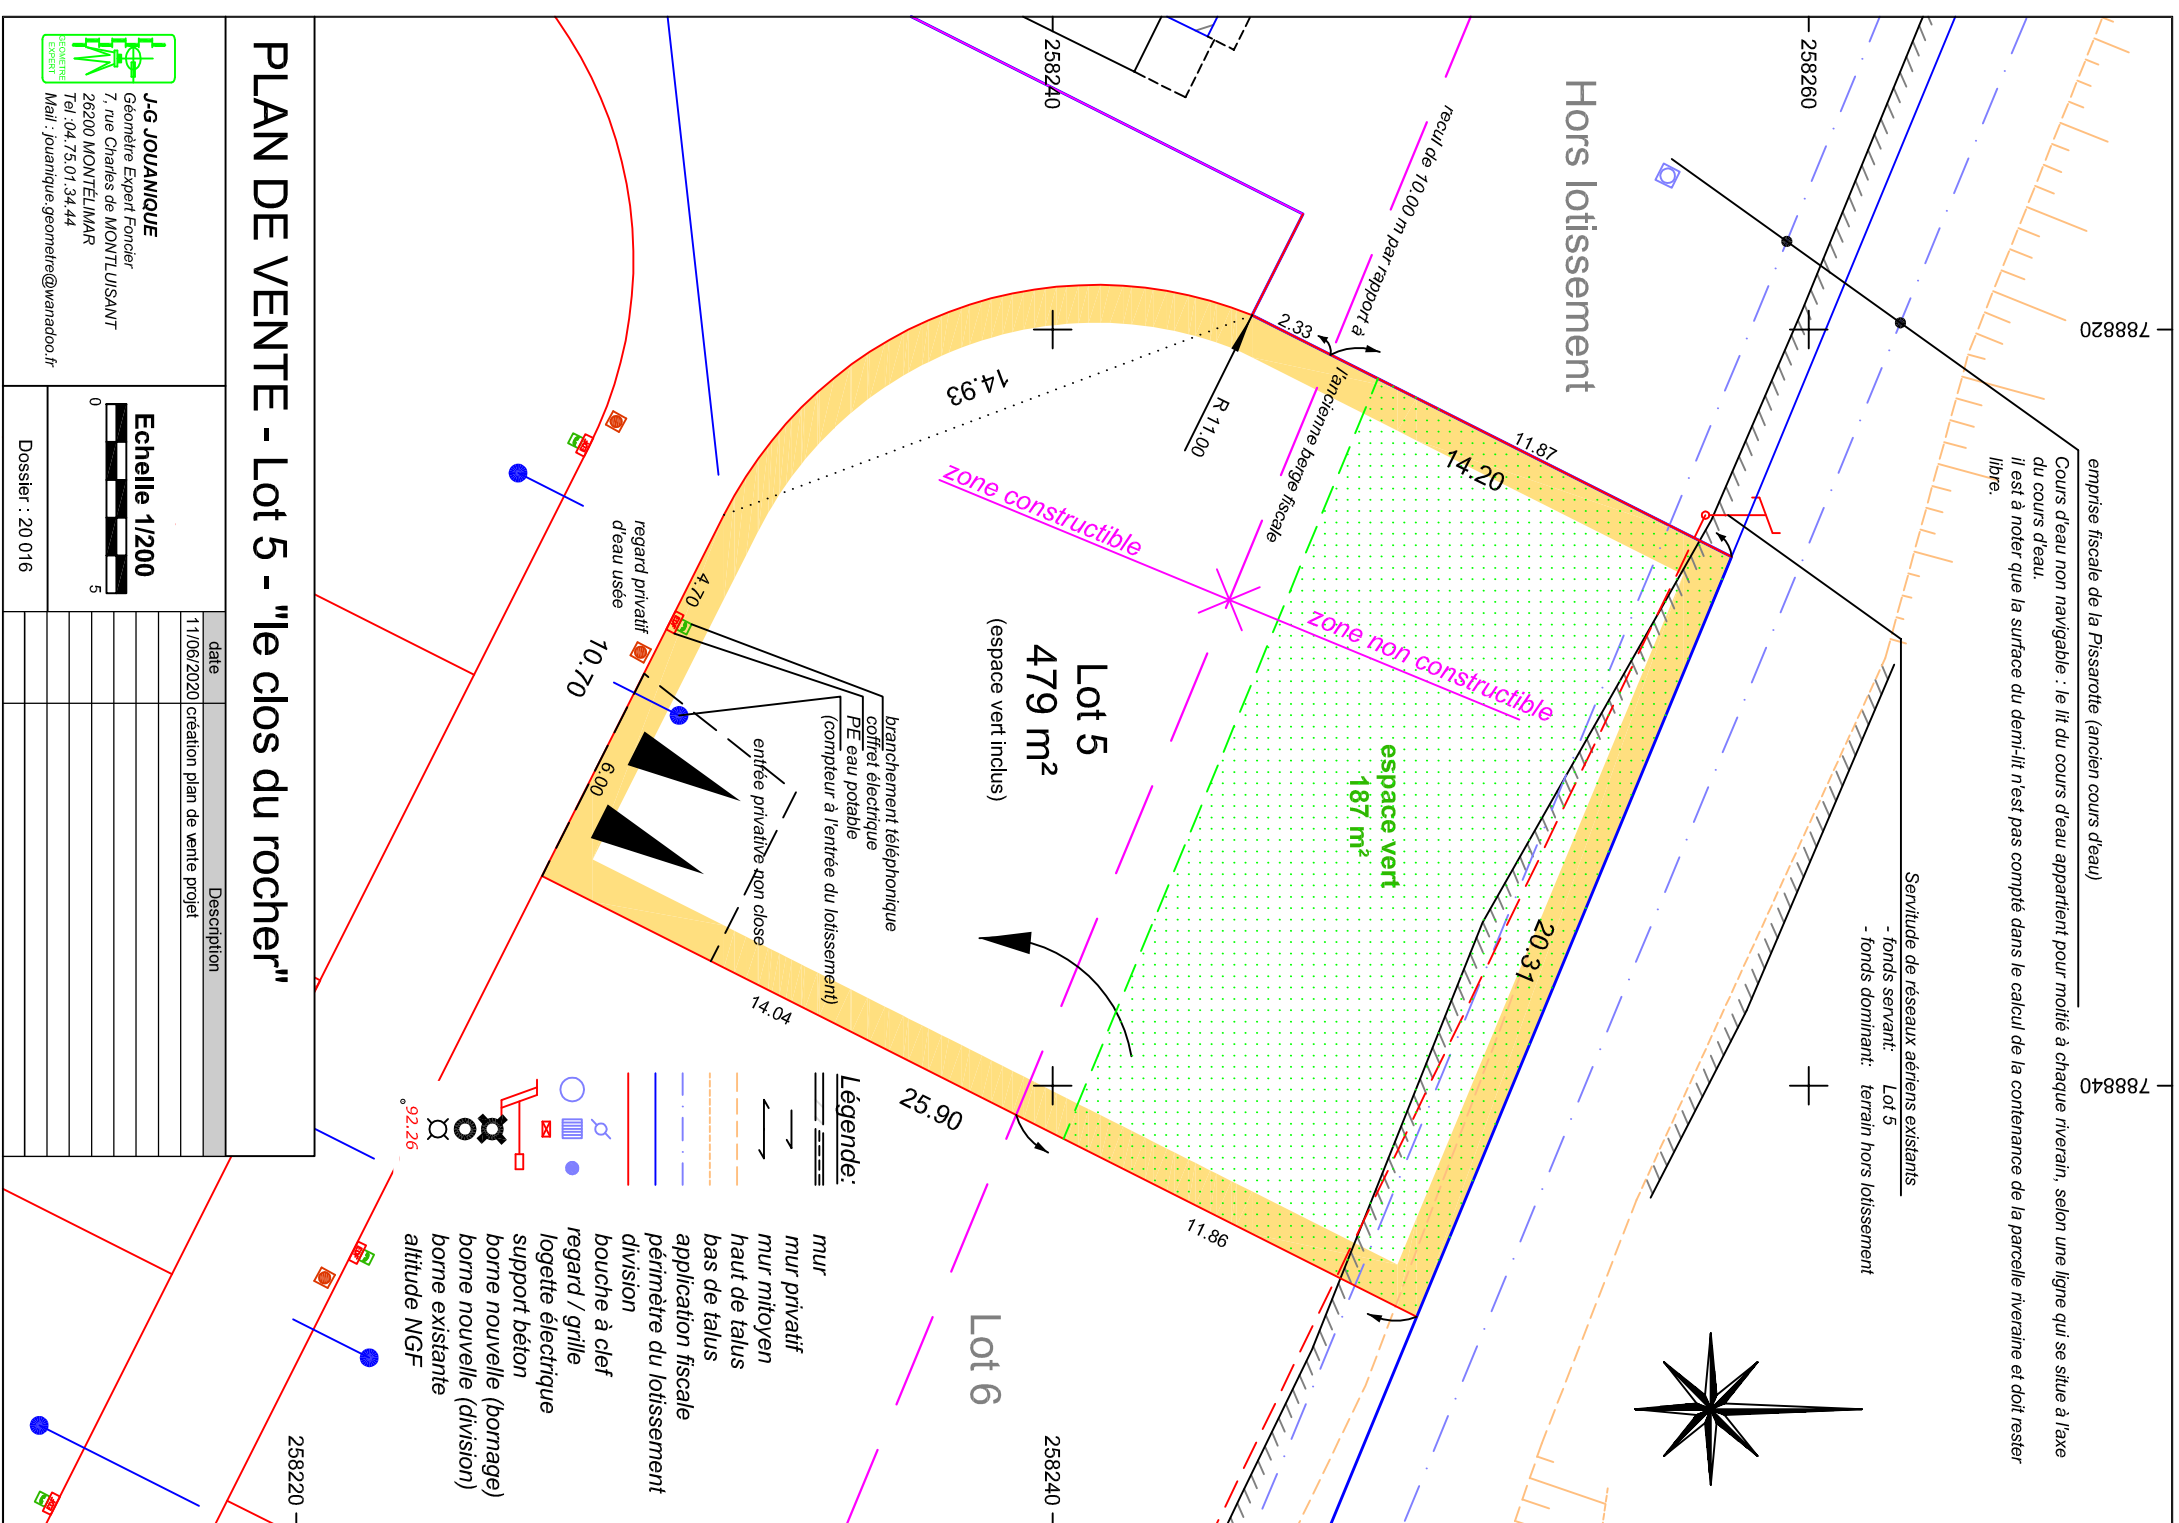 258240
258260
788820
788840
258220
258240
Hors lotissement
recul de 10.00 m par rapport à
l'ancienne berge fiscale
emprise fiscale de la Pissarotte (ancien cours d'eau)
Cours d'eau non navigable : le lit du cours d'eau appartient pour moitié à chaque riverain, selon une ligne qui se situe à l'axe
du cours d'eau.
il est à noter que la surface du demi-lit n'est pas compté dans le calcul de la contenance de la parcelle riveraine et doit rester
libre.
Servitude de réseaux aériens existants
- fonds servant: Lot 5
- fonds dominant: terrain hors lotissement
2.33
11.87
14.20
R 11.00
14.93
zone constructible
zone non constructible
20.31
espace vert
187 m²
Lot 5
479 m²
(espace vert inclus)
branchement téléphonique
coffret électrique
PE eau potable
(compteur à l'entrée du lotissement)
entrée privative non close
regard privatif
d'eau usée
4.70
10.70
6.00
14.04
25.90
11.86
Lot 6
Légende:
mur
mur privatif
mur mitoyen
haut de talus
bas de talus
application fiscale
périmètre du lotissement
division
bouche à clef
regard / grille
logette électrique
support béton
borne nouvelle (bornage)
borne nouvelle (division)
borne existante
altitude NGF
92.26
PLAN DE VENTE - Lot 5 - "le clos du rocher"
GEOMETRE
EXPERT
J-G JOUANIQUE
Géomètre Expert Foncier
7, rue Charles de MONTLUISANT
26200 MONTÉLIMAR
Tel :04.75.01.34.44
Mail : jouanique.geometre@wanadoo.fr
Echelle 1/200
0 5
Dossier : 20 016
date Description
11/06/2020 création plan de vente projet